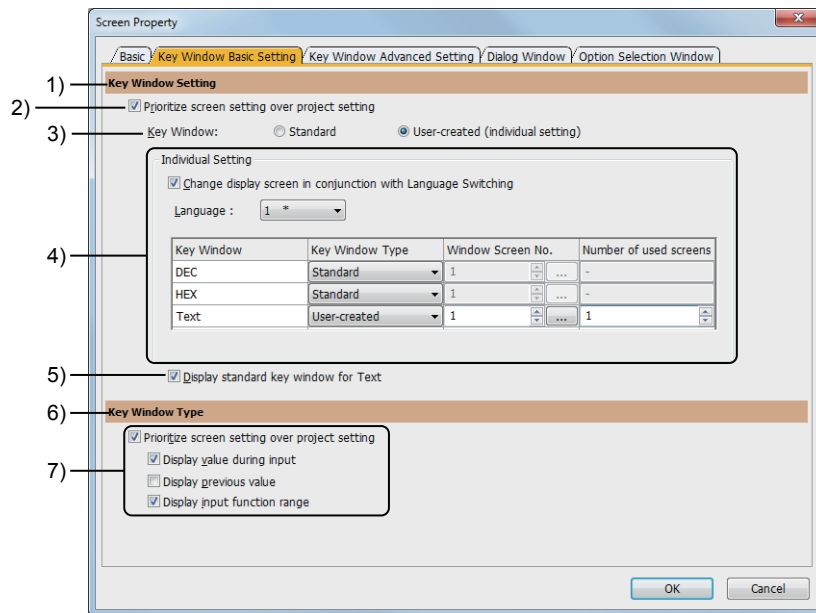 Screen Property
Basic Key Window Basic Setting Key Window Advanced Setting Dialog Window Option Selection Window
1) Key Window Setting
2) Prioritize screen setting over project setting
3) Key Window: Standard User-created (individual setting)
Individual Setting
Change display screen in conjunction with Language Switching
Language : 1 *
4)
Key Window Key Window Type Window Screen No. Number of used screens
DEC Standard 1 ... -
HEX Standard 1 ... -
Text User-created 1 ... 1
5) Display standard key window for Text
6) Key Window Type
Prioritize screen setting over project setting
7) Display value during input
Display previous value
Display input function range
OK Cancel